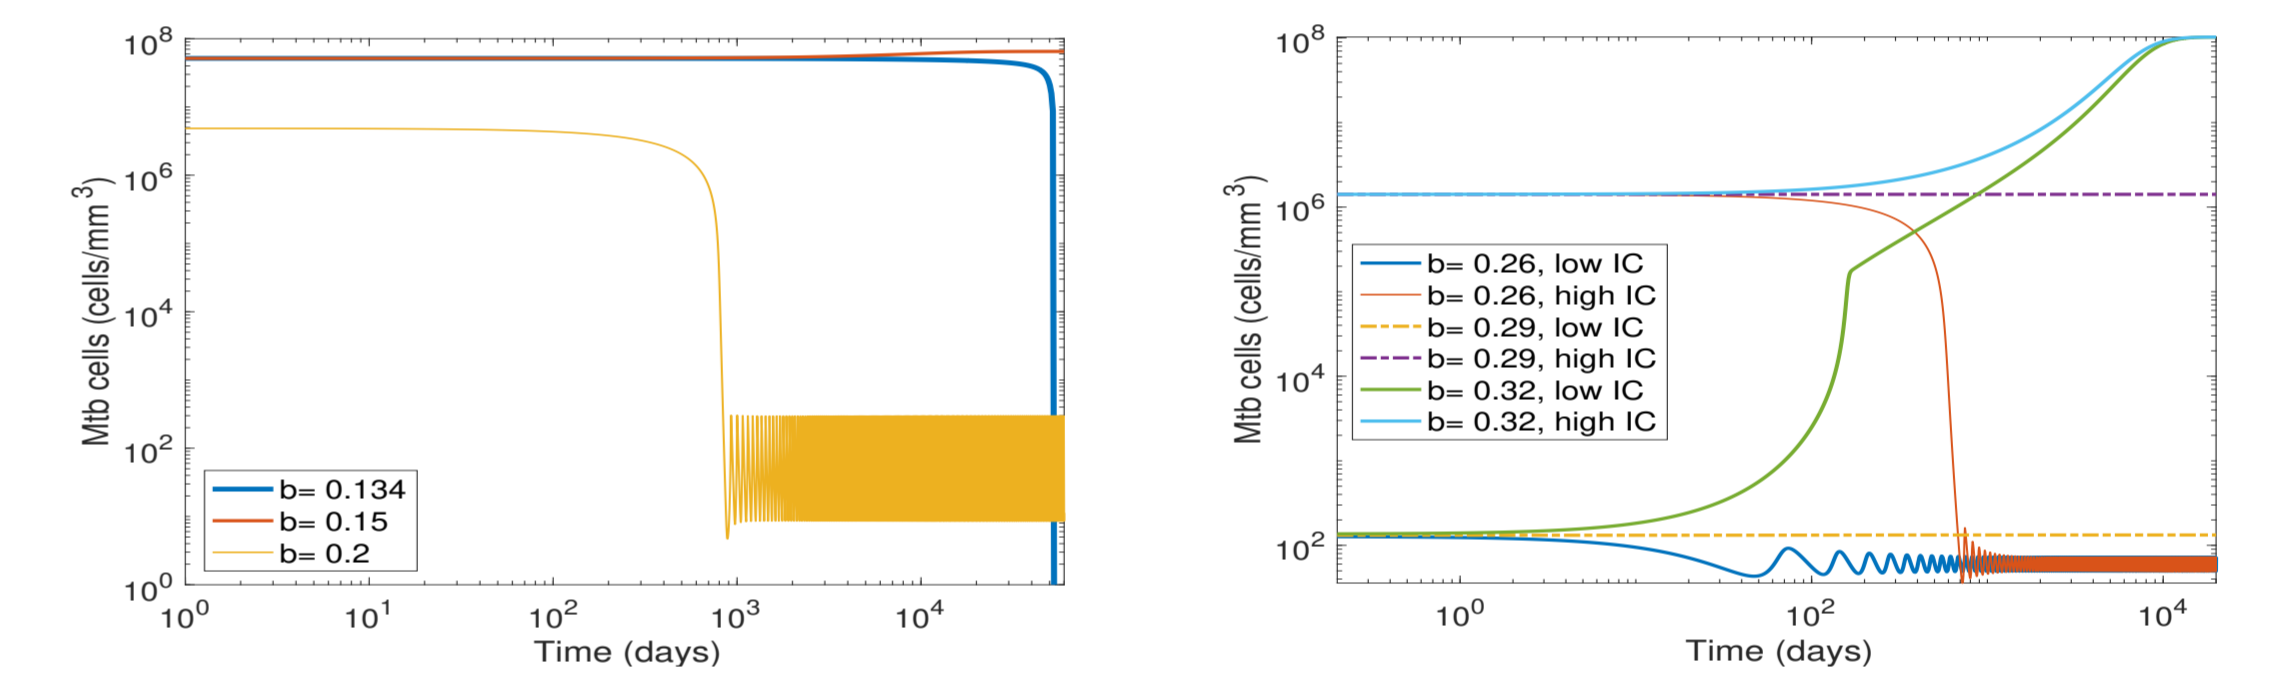 10^8
10^6
10^4
10^2
10^0
Mtb cells (cells/mm^3)
b= 0.134
b= 0.15
b= 0.2
10^0 10^1 10^2 10^3 10^4
Time (days)
10^8
10^6
10^4
10^2
Mtb cells (cells/mm^3)
b= 0.26, low IC
b= 0.26, high IC
b= 0.29, low IC
b= 0.29, high IC
b= 0.32, low IC
b= 0.32, high IC
10^0 10^2 10^4
Time (days)